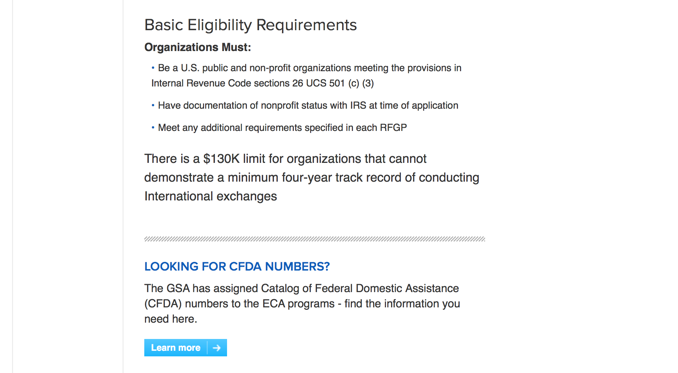 Basic Eligibility Requirements
Organizations Must:
• Be a U.S. public and non-profit organizations meeting the provisions in
Internal Revenue Code sections 26 UCS 501 (c) (3)
• Have documentation of nonprofit status with IRS at time of application
• Meet any additional requirements specified in each RFGP
There is a $130K limit for organizations that cannot
demonstrate a minimum four-year track record of conducting
International exchanges
LOOKING FOR CFDA NUMBERS?
The GSA has assigned Catalog of Federal Domestic Assistance
(CFDA) numbers to the ECA programs - find the information you
need here.
Learn more →